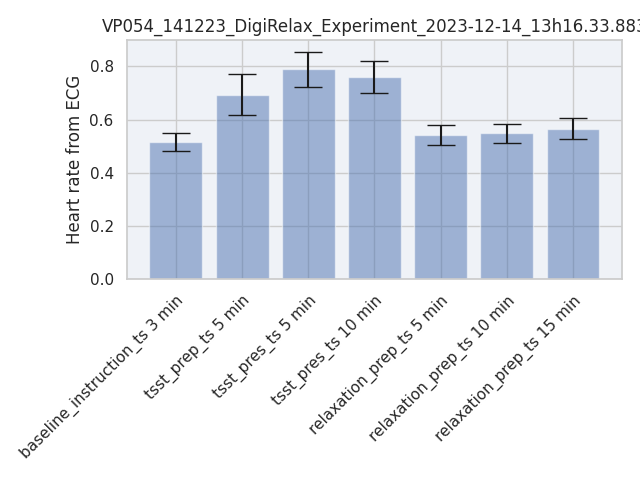 VP054_141223_DigiRelax_Experiment_2023-12-14_13h16.33.883
Heart rate from ECG
0.8
0.6
0.4
0.2
0.0
baseline_instruction_ts 3 min
tsst_prep_ts 5 min
tsst_pres_ts 5 min
tsst_pres_ts 10 min
relaxation_prep_ts 5 min
relaxation_prep_ts 10 min
relaxation_prep_ts 15 min